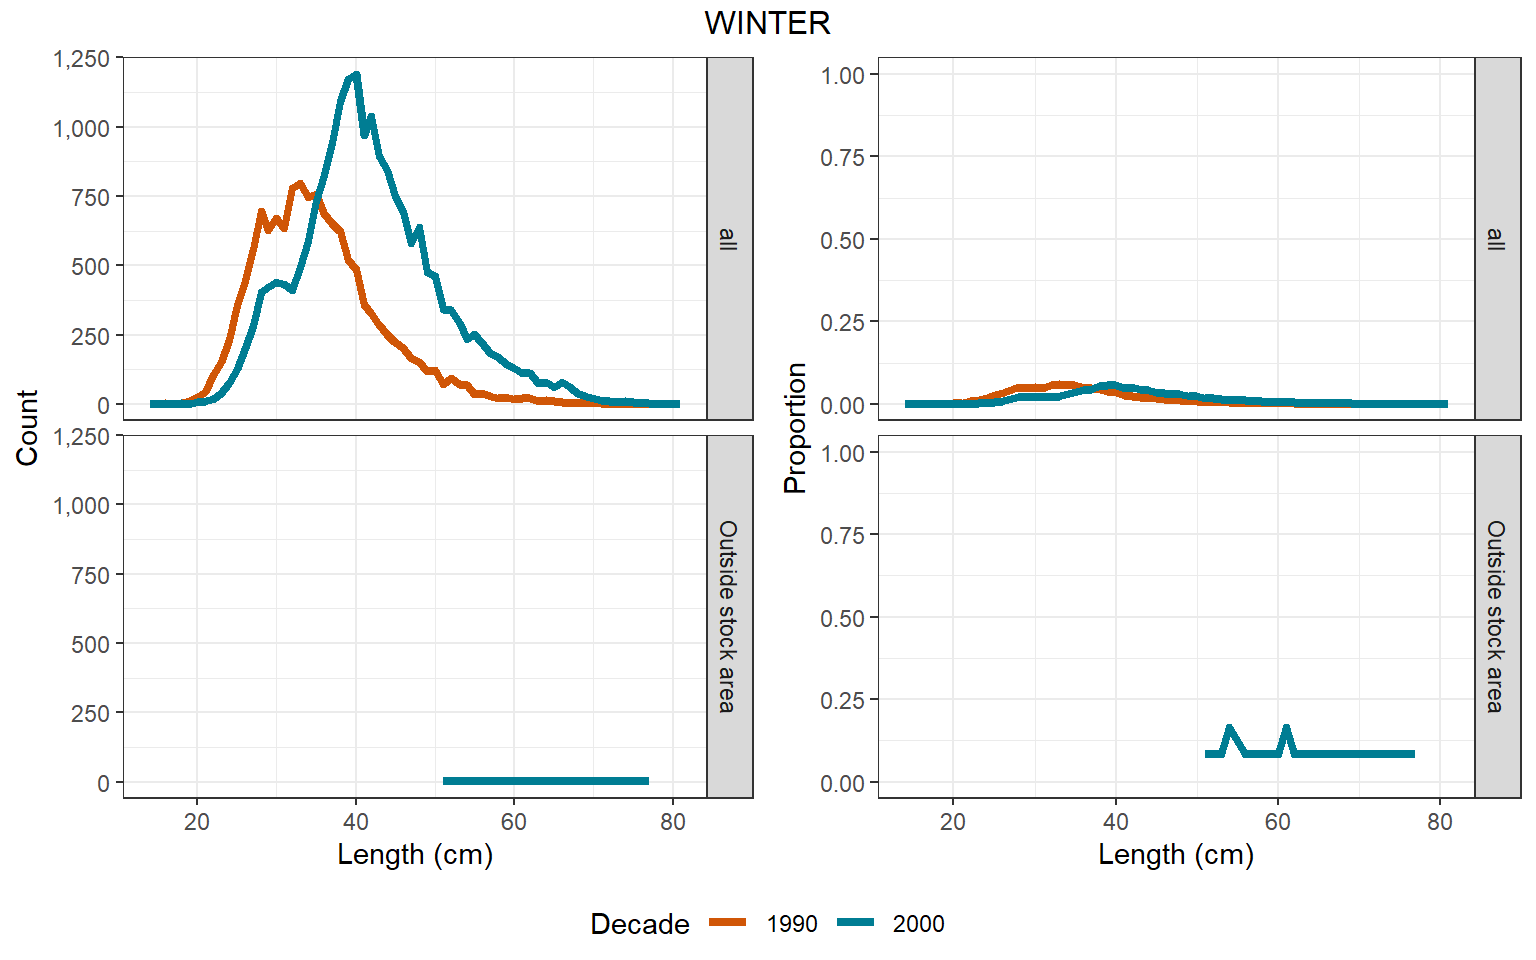 WINTER
Count
1,250
1,000
750
500
250
0
all
1,250
1,000
750
500
250
0
Outside stock area
20 40 60 80
Length (cm)
Proportion
1.00
0.75
0.50
0.25
0.00
all
1.00
0.75
0.50
0.25
0.00
Outside stock area
20 40 60 80
Length (cm)
Decade 1990 2000